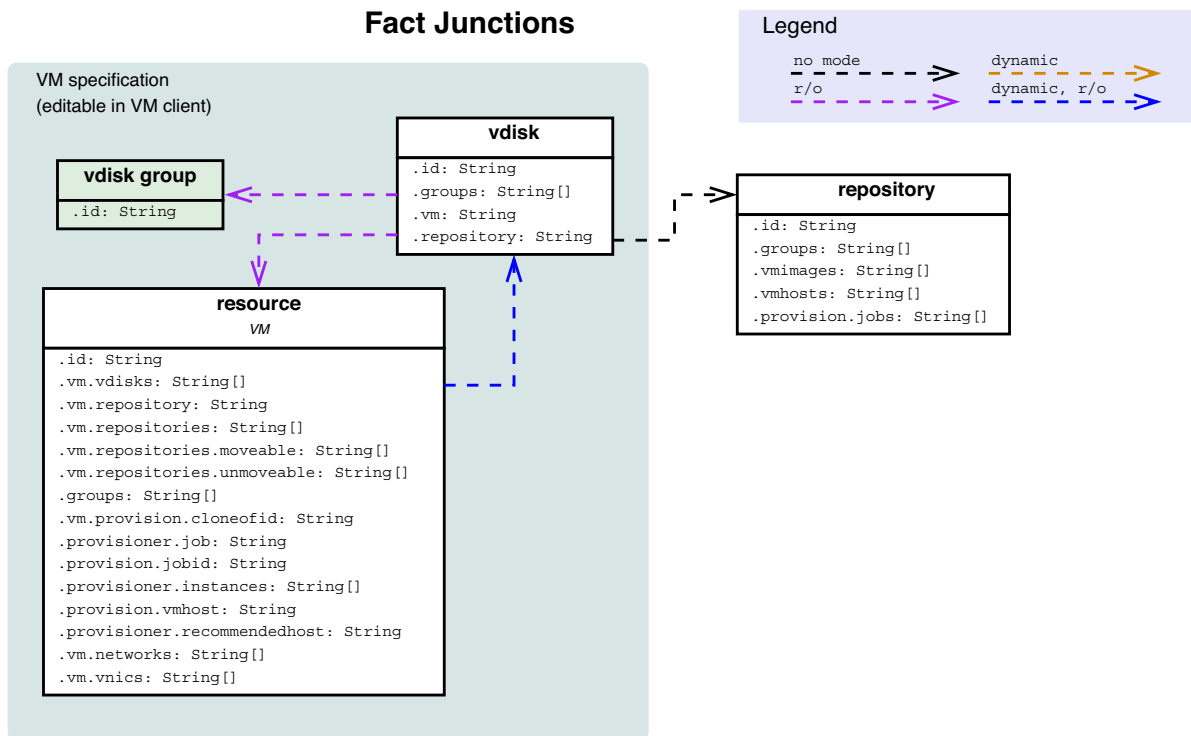 Fact Junctions
Legend
no mode
dynamic
r/o
dynamic, r/o
VM specification
(editable in VM client)
vdisk group
.id: String
vdisk
.id: String
.groups: String[]
.vm: String
.repository: String
repository
.id: String
.groups: String[]
.vmimages: String[]
.vmhosts: String[]
.provision.jobs: String[]
resource
VM
.id: String
.vm.vdisks: String[]
.vm.repository: String
.vm.repositories: String[]
.vm.repositories.moveable: String[]
.vm.repositories.unmoveable: String[]
.groups: String[]
.vm.provision.cloneofid: String
.provisioner.job: String
.provision.jobid: String
.provisioner.instances: String[]
.provision.vmhost: String
.provisioner.recommendedhost: String
.vm.networks: String[]
.vm.vnics: String[]